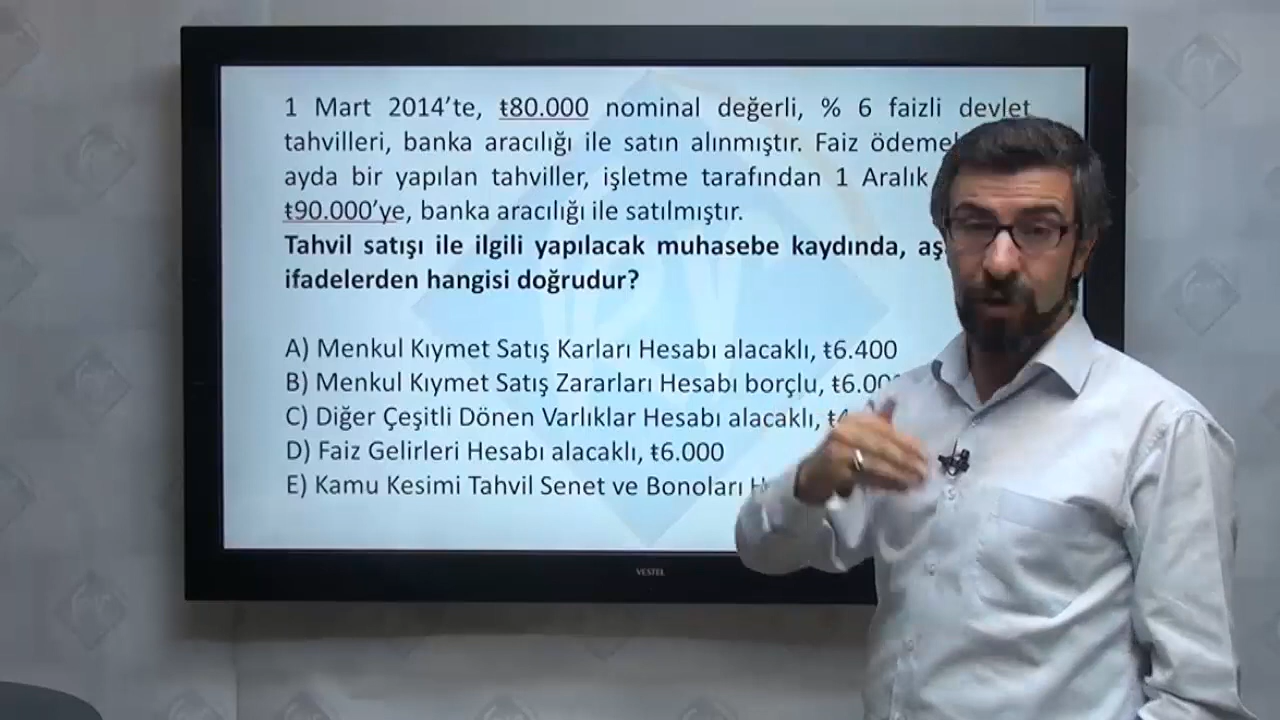 1 Mart 2014’te, ₺80.000 nominal değerli, % 6 faizli devlet
tahvilleri, banka aracılığı ile satın alınmıştır. Faiz
ayda bir yapılan tahviller, işletme tarafından 1 Aralık
₺90.000’ye, banka aracılığı ile satılmıştır.
Tahvil satışı ile ilgili yapılacak muhasebe kaydında,
ifadelerden hangisi doğrudur?
A) Menkul Kıymet Satış Karları Hesabı alacaklı, ₺6.400
B) Menkul Kıymet Satış Zararları Hesabı borçlu,
C) Diğer Çeşitli Dönen Varlıklar Hesabı alacaklı,
D) Faiz Gelirleri Hesabı alacaklı, ₺6.000
E) Kamu Kesimi Tahvil Senet ve Bonoları
VESTEL